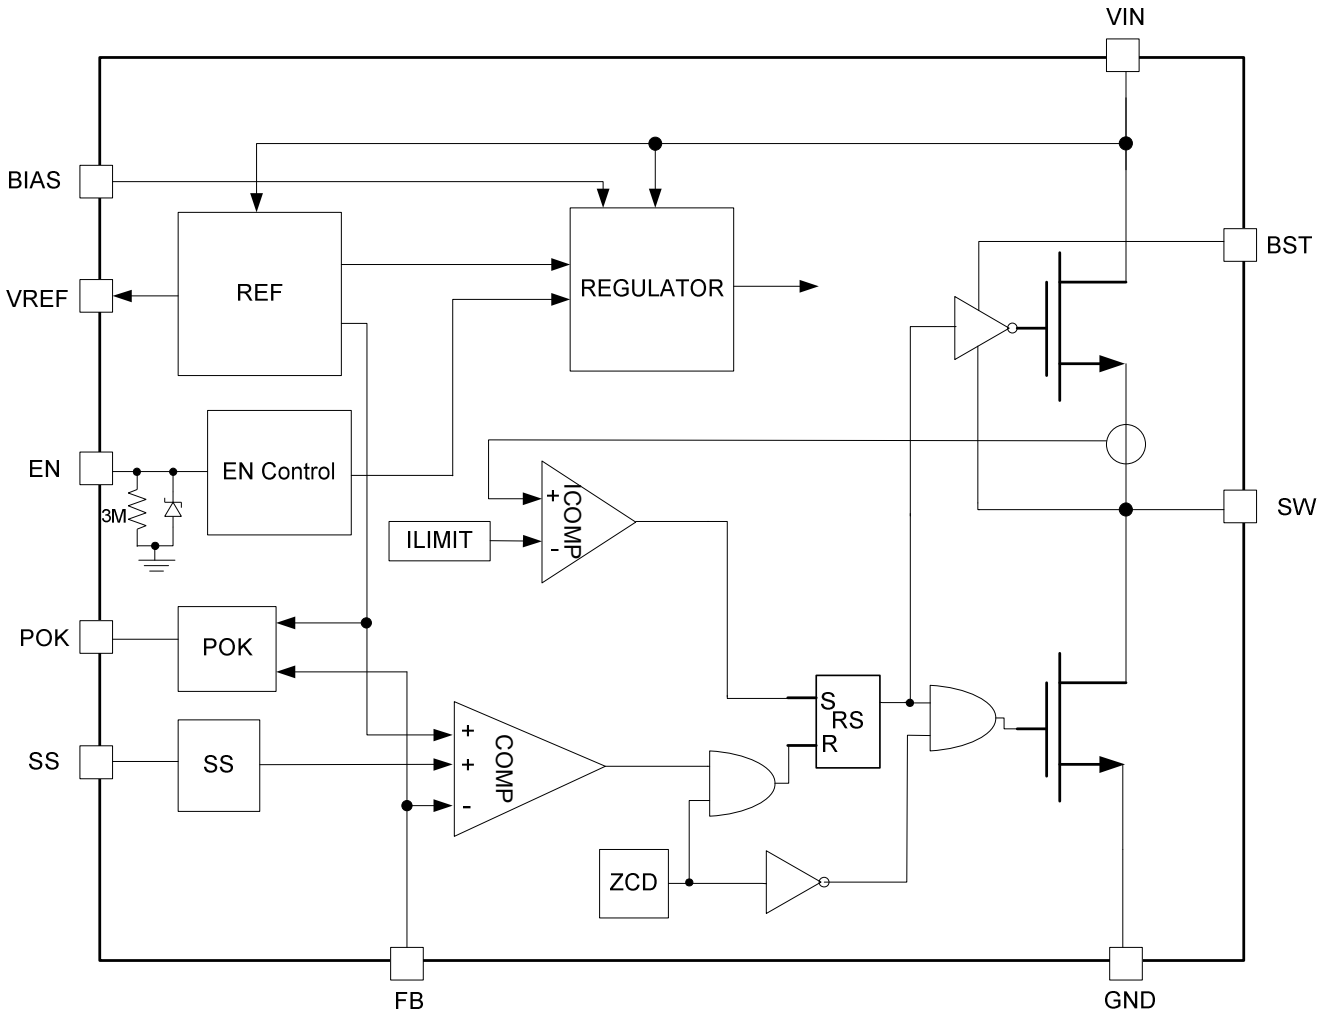 VIN
BIAS
BST
REF
REGULATOR
VREF
EN
EN Control
3M
+
ICOMP
-
ILIMIT
SW
POK
POK
S
RS
R
+
COMP
+
-
SS
SS
ZCD
FB
GND